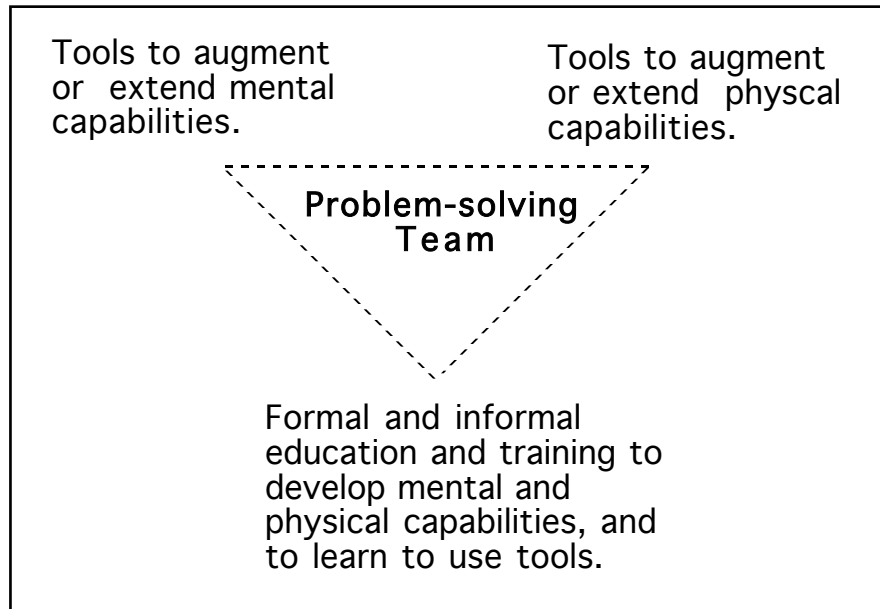 Tools to augment
or extend mental
capabilities.
Tools to augment
or extend physcal
capabilities.
Problem-solving
Team
Formal and informal
education and training to
develop mental and
physical capabilities, and
to learn to use tools.